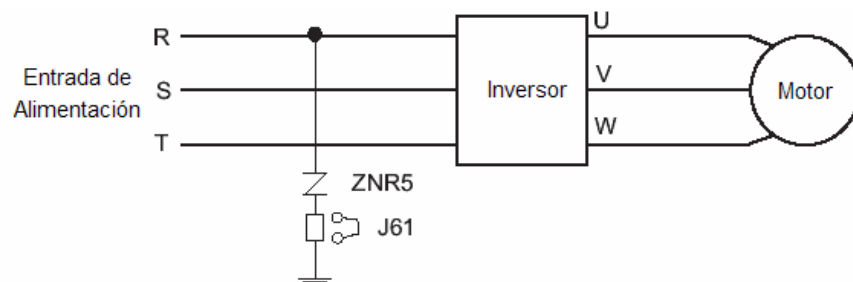 R
S
T
Entrada de
Alimentación
Inversor
U
V
W
Motor
ZNR5
J61